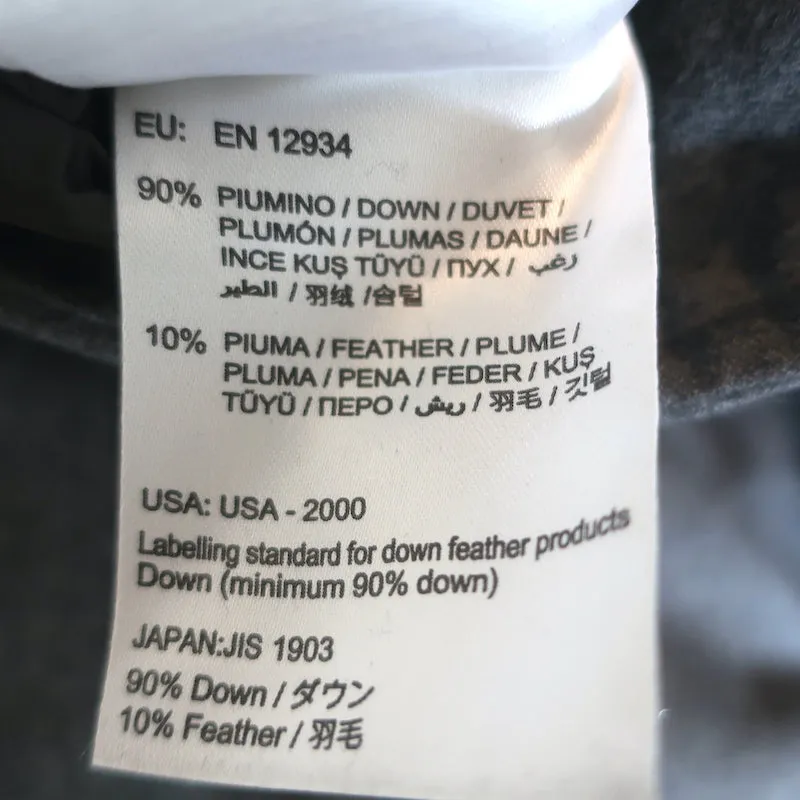 EU: EN 12934
90% PIUMINO / DOWN / DUVET /
PLUMÓN / PLUMAS / DAUNE /
INCE KUŞ TÜYÜ / ПУХ / رغب
الطير / 羽绒 / 솜털
10% PIUMA / FEATHER / PLUME /
PLUMA / PENA / FEDER / KUŞ
TÜYÜ / ПЕРО / ريش / 羽毛 / 깃털
USA: USA - 2000
Labelling standard for down feather products
Down (minimum 90% down)
JAPAN:JIS 1903
90% Down / ダウン
10% Feather / 羽毛